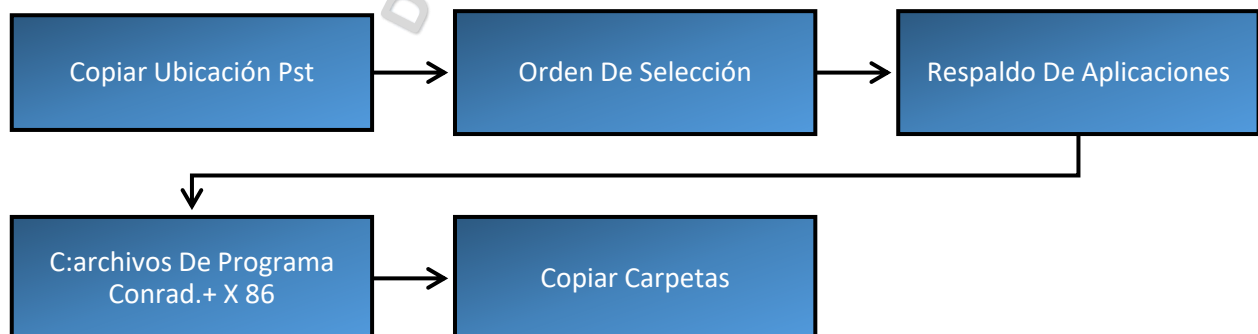 Copiar Ubicación Pst
Orden De Selección
Respaldo De Aplicaciones
C:archivos De Programa
Conrad.+ X 86
Copiar Carpetas